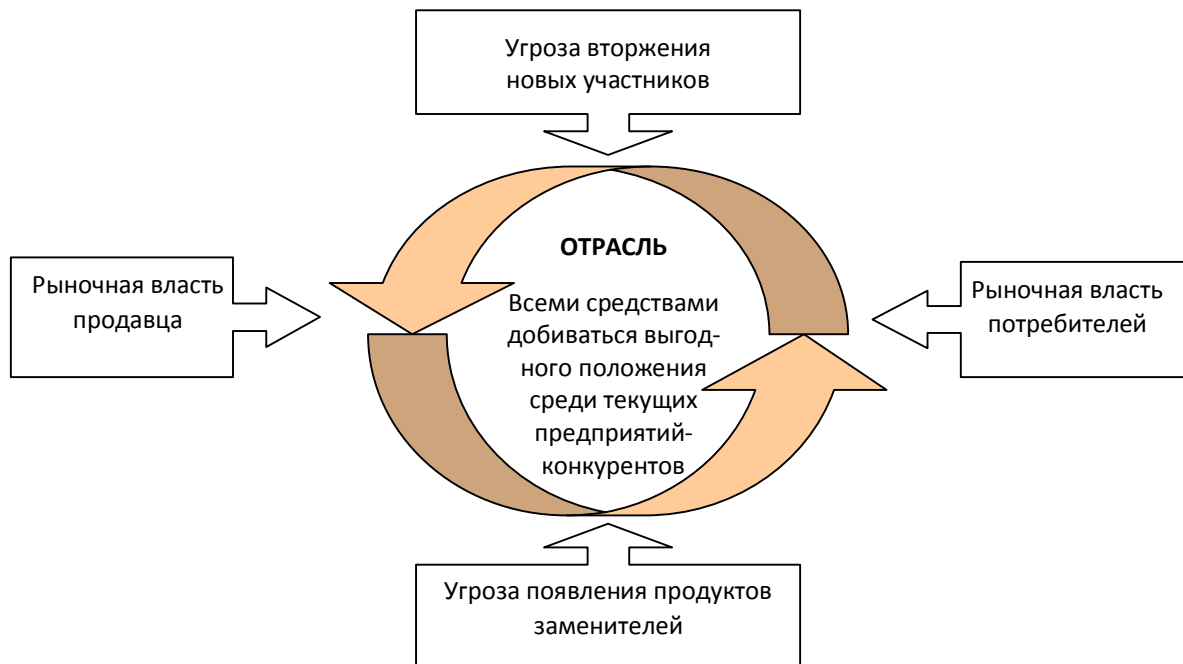 Угроза вторжения
новых участников
Рыночная власть
продавца
ОТРАСЛЬ
Всеми средствами
добиваться выгод-
ного положения
среди текущих
предприятий-
конкурентов
Рыночная власть
потребителей
Угроза появления продуктов
заменителей